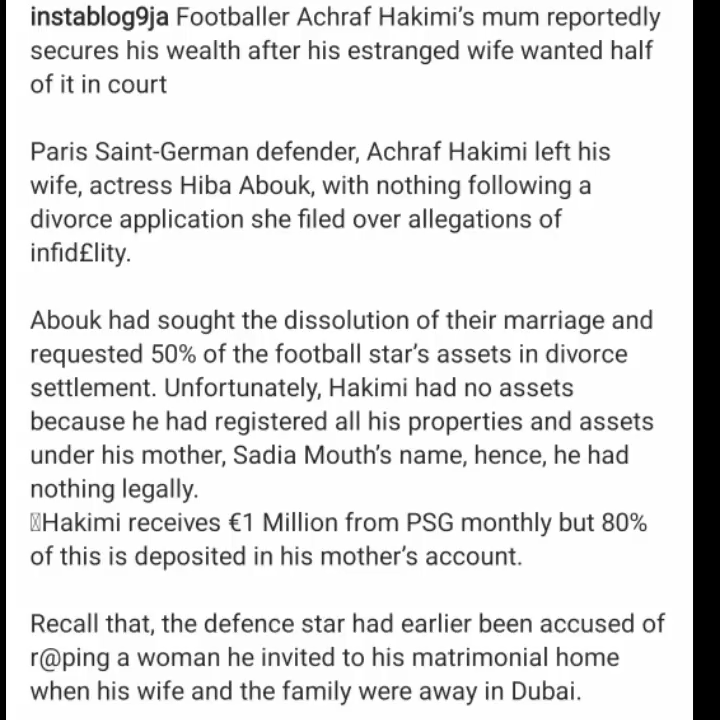 instablog9ja Footballer Achraf Hakimi's mum reportedly
secures his wealth after his estranged wife wanted half
of it in court
Paris Saint-German defender, Achraf Hakimi left his
wife, actress Hiba Abouk, with nothing following a
divorce application she filed over allegations of
infid£lity.
Abouk had sought the dissolution of their marriage and
requested 50% of the football star's assets in divorce
settlement. Unfortunately, Hakimi had no assets
because he had registered all his properties and assets
under his mother, Sadia Mouth's name, hence, he had
nothing legally.
Hakimi receives €1 Million from PSG monthly but 80%
of this is deposited in his mother's account.
Recall that, the defence star had earlier been accused of
r@ping a woman he invited to his matrimonial home
when his wife and the family were away in Dubai.